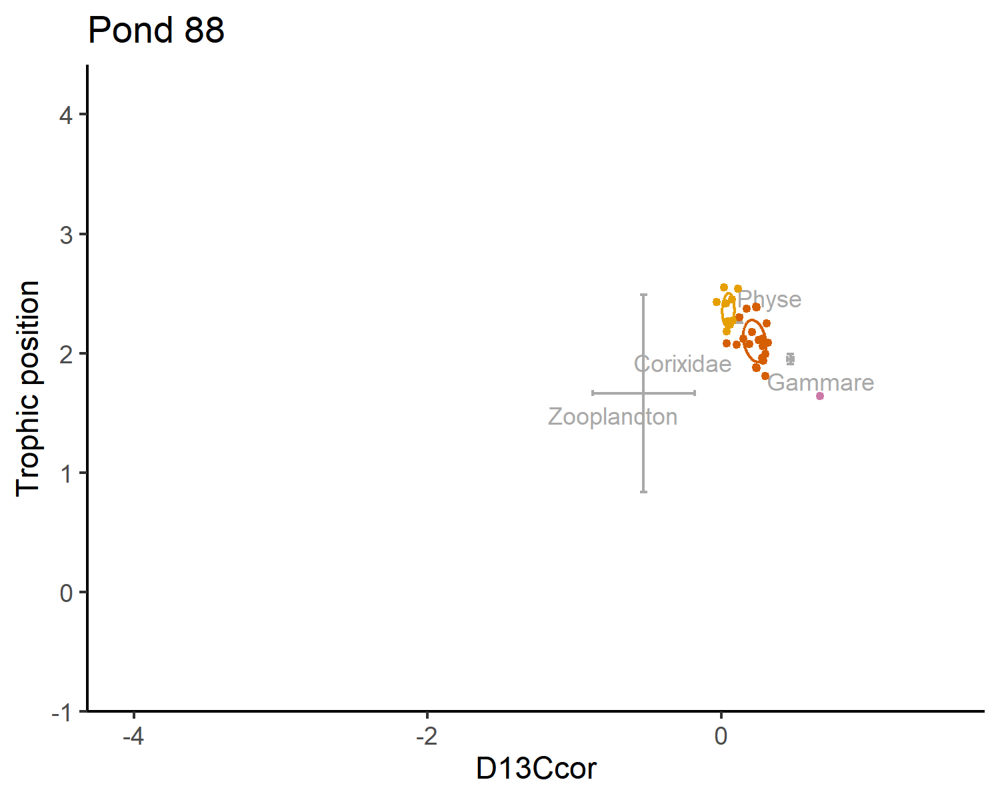 Pond 88
4
3
2
1
0
-1
Trophic position
Physe
Corixidae
Gammare
Zooplancton
-4
-2
0
D13Ccor